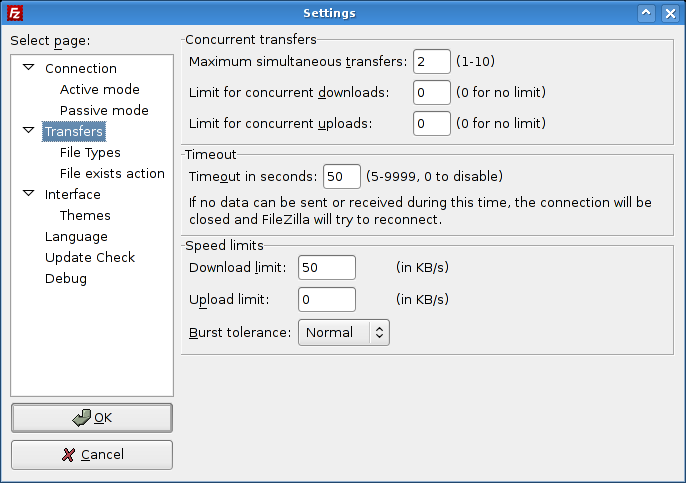 Fz
Settings
Select page:
Connection
Active mode
Passive mode
Transfers
File Types
File exists action
Interface
Themes
Language
Update Check
Debug
OK
Cancel
Concurrent transfers
Maximum simultaneous transfers: 2 (1-10)
Limit for concurrent downloads: 0 (0 for no limit)
Limit for concurrent uploads: 0 (0 for no limit)
Timeout
Timeout in seconds: 50 (5-9999, 0 to disable)
If no data can be sent or received during this time, the connection will be
closed and FileZilla will try to reconnect.
Speed limits
Download limit: 50 (in KB/s)
Upload limit: 0 (in KB/s)
Burst tolerance: Normal